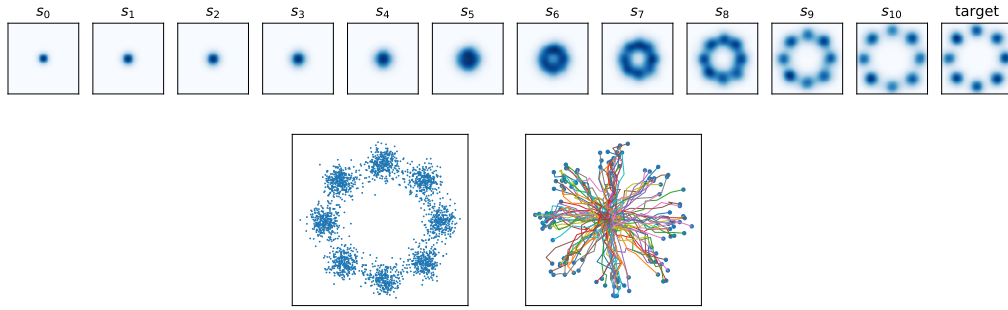 s₀ s₁ s₂ s₃ s₄ s₅ s₆ s₇ s₈ s₉ s₁₀ target